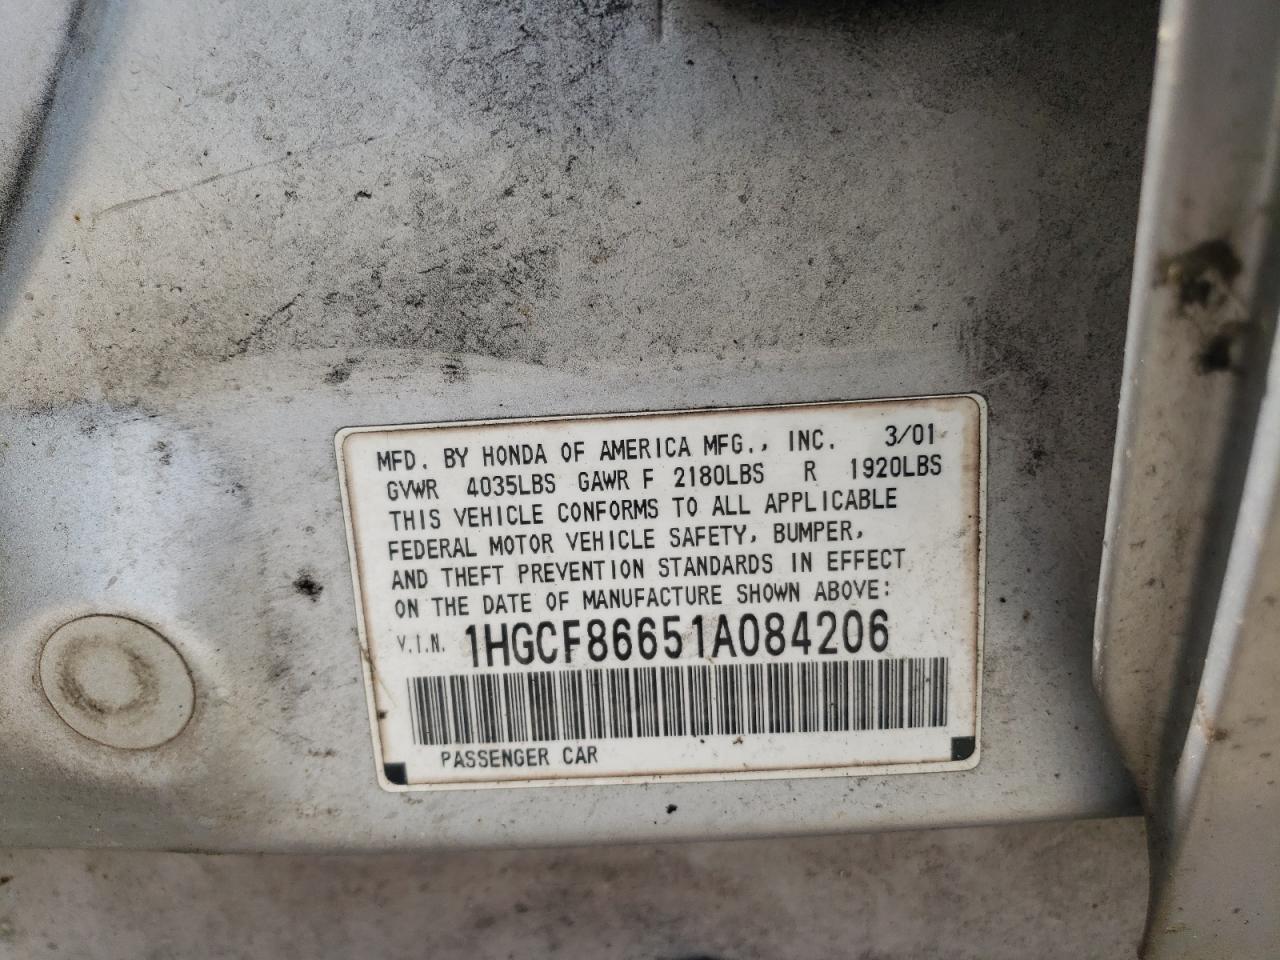 MFD. BY HONDA OF AMERICA MFG., INC. 3/01
GVWR 4035LBS GAWR F 2180LBS R 1920LBS
THIS VEHICLE CONFORMS TO ALL APPLICABLE
FEDERAL MOTOR VEHICLE SAFETY, BUMPER,
AND THEFT PREVENTION STANDARDS IN EFFECT
ON THE DATE OF MANUFACTURE SHOWN ABOVE:
V.I.N. 1HGCF86651A084206
PASSENGER CAR